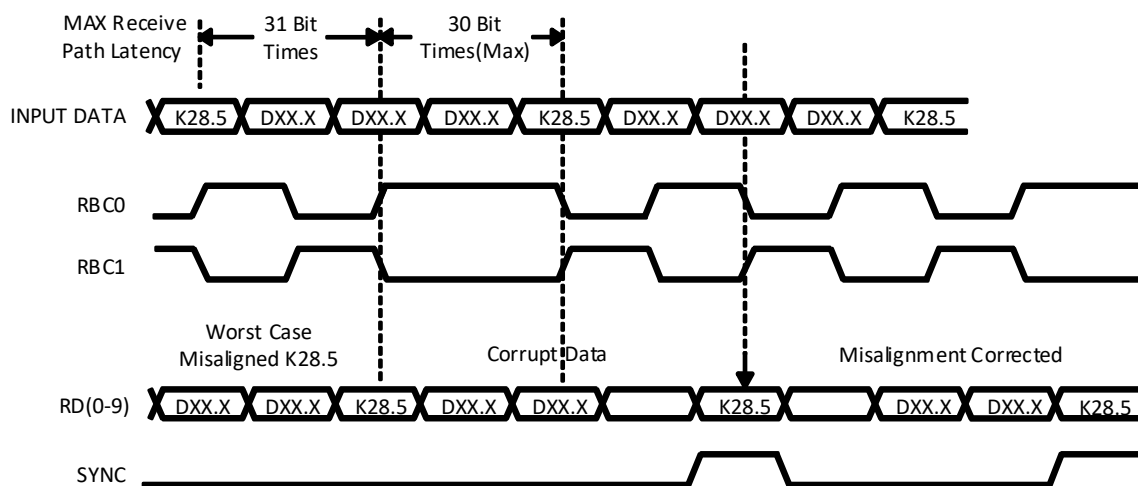 MAX Receive
Path Latency
31 Bit
Times
30 Bit
Times(Max)
INPUT DATA K28.5 DXX.X DXX.X DXX.X K28.5 DXX.X DXX.X DXX.X K28.5
RBC0
RBC1
Worst Case
Misaligned K28.5
Corrupt Data
Misalignment Corrected
RD(0-9) DXX.X DXX.X K28.5 DXX.X DXX.X K28.5 DXX.X DXX.X K28.5
SYNC